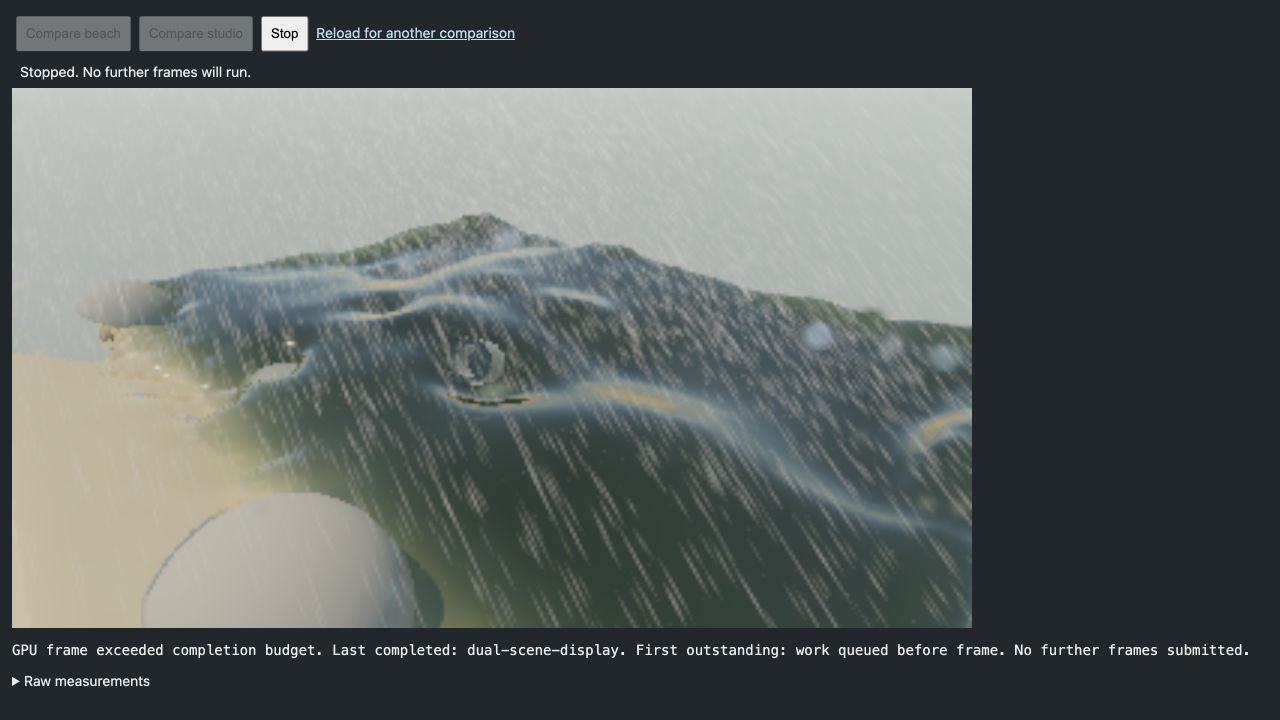 Compare beach Compare studio Stop Reload for another comparison
Stopped. No further frames will run.
GPU frame exceeded completion budget. Last completed: dual-scene-display. First outstanding: work queued before frame. No further frames submitted.
Raw measurements